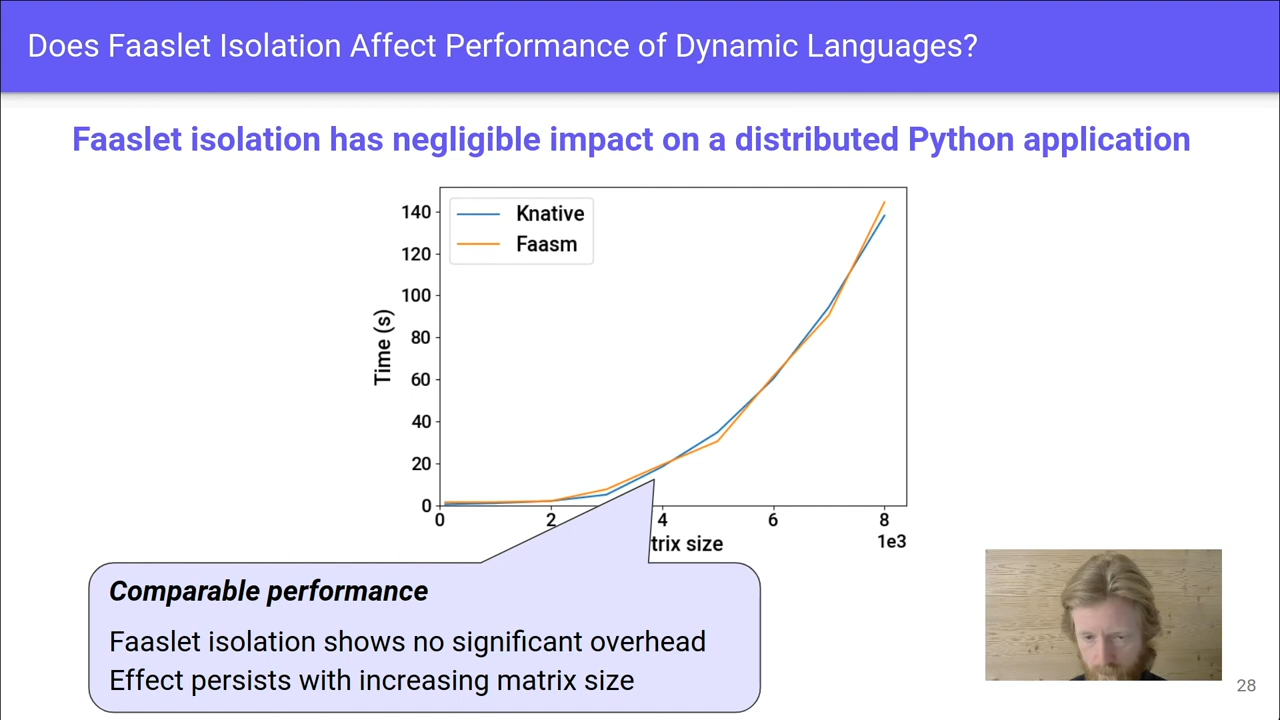 Does Faaslet Isolation Affect Performance of Dynamic Languages?
Faaslet isolation has negligible impact on a distributed Python application
Knative
Faasm
140
120
100
80
60
40
20
0
Time (s)
0 2 4 6 8
1e3
trix size
Comparable performance
Faaslet isolation shows no significant overhead
Effect persists with increasing matrix size
28